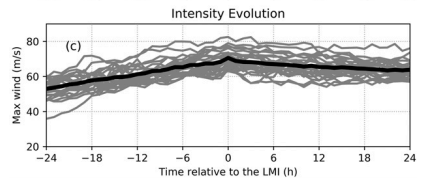 Intensity Evolution
(c)
Max wind (m/s)
80
60
40
20
−24 −18 −12 −6 0 6 12 18 24
Time relative to the LMI (h)